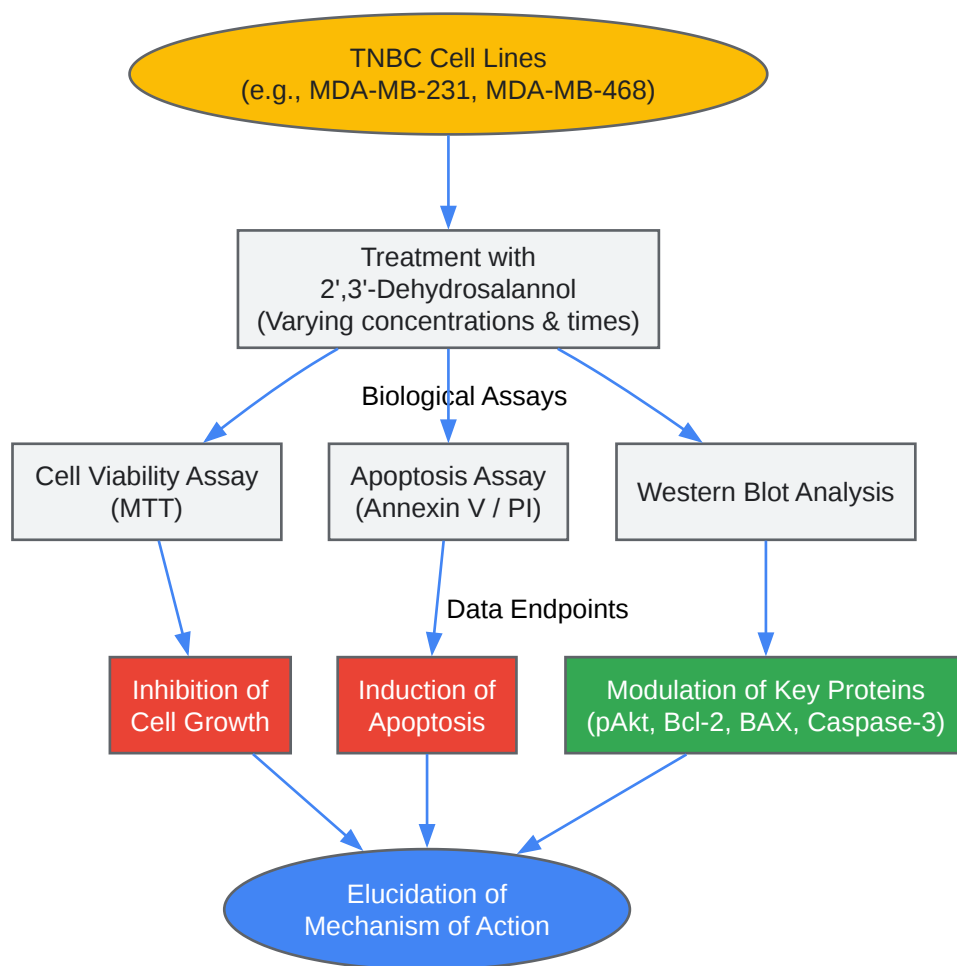 TNBC Cell Lines
(e.g., MDA-MB-231, MDA-MB-468)
Treatment with
2',3'-Dehydrosalannol
(Varying concentrations & times)
Biological Assays
Cell Viability Assay
(MTT)
Apoptosis Assay
(Annexin V / PI)
Western Blot Analysis
Data Endpoints
Inhibition of
Cell Growth
Induction of
Apoptosis
Modulation of Key Proteins
(pAkt, Bcl-2, BAX, Caspase-3)
Elucidation of
Mechanism of Action